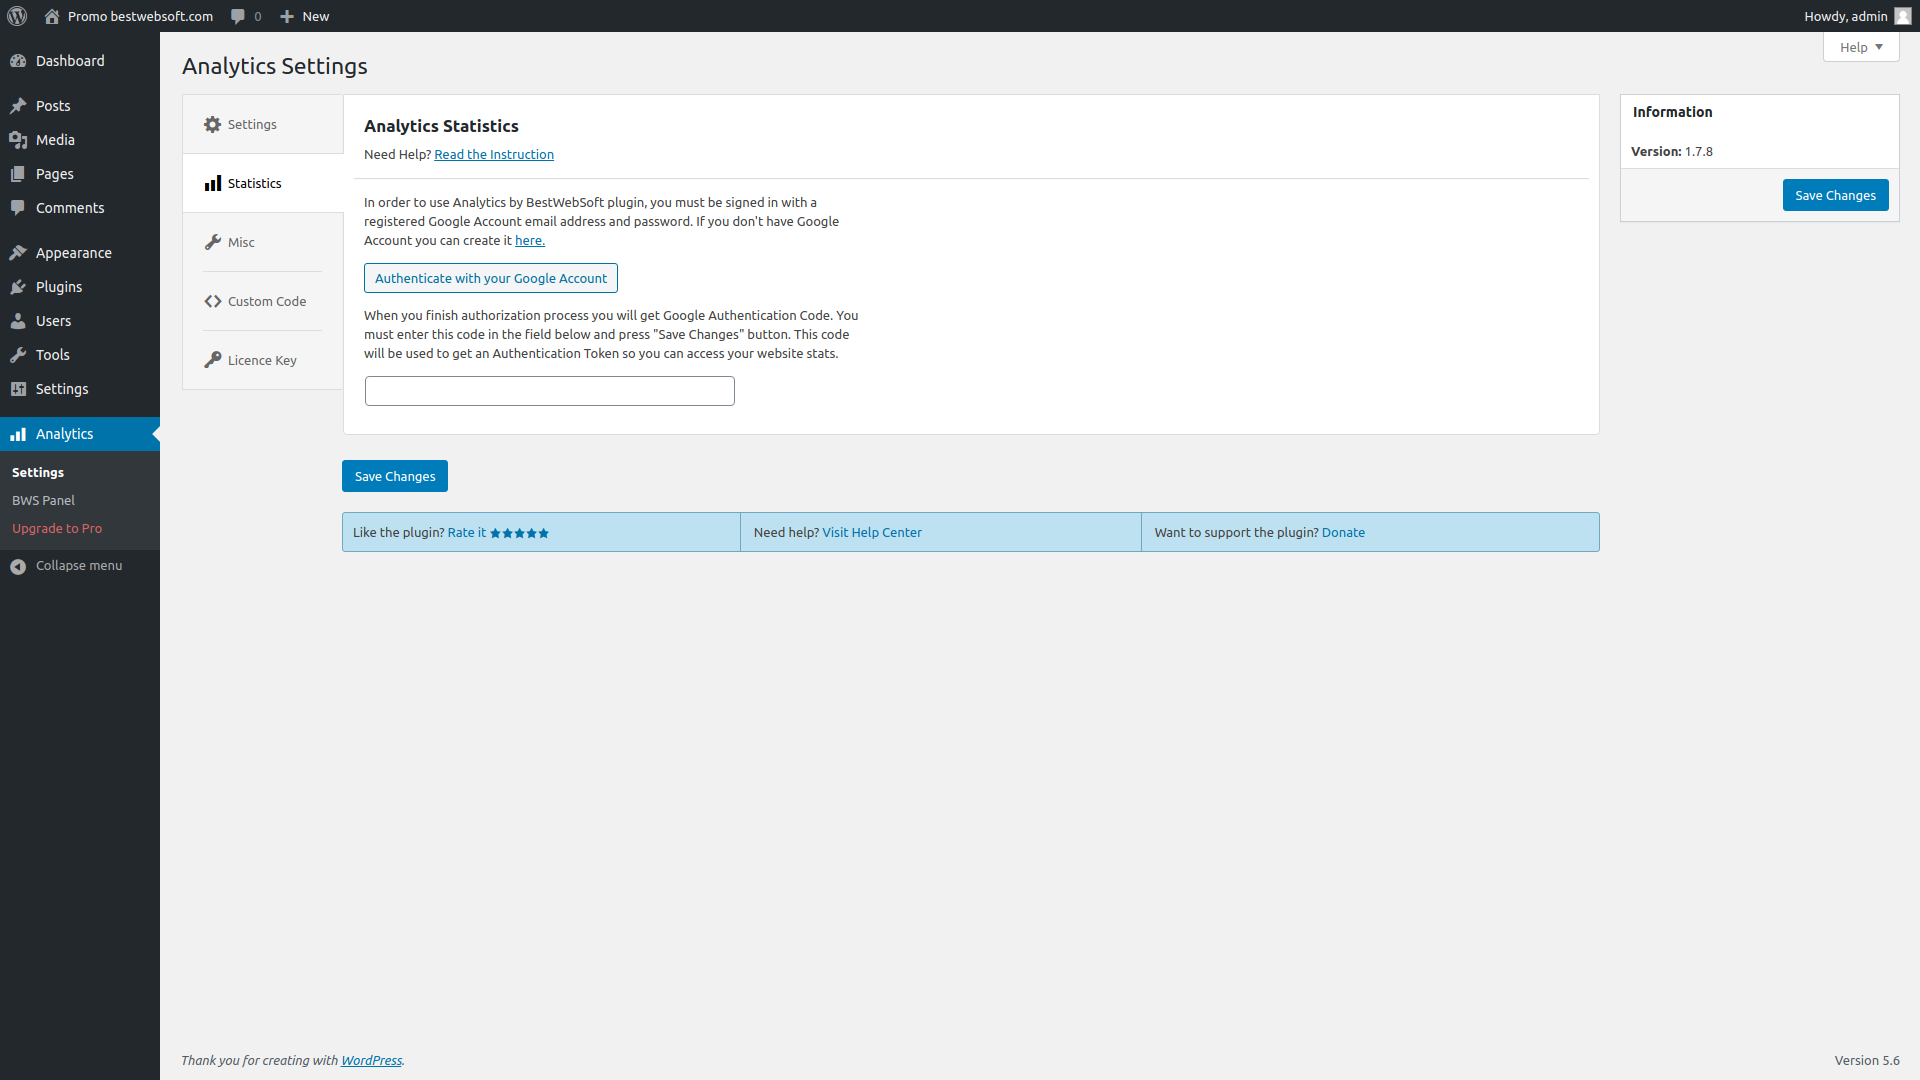 Promo bestwebsoft.com 0 New Howdy, admin
Help
Dashboard
Posts
Media
Pages
Comments
Appearance
Plugins
Users
Tools
Settings
Analytics
Settings
BWS Panel
Upgrade to Pro
Collapse menu
Analytics Settings
Settings
Statistics
Misc
Custom Code
Licence Key
Analytics Statistics
Need Help? Read the Instruction
In order to use Analytics by BestWebSoft plugin, you must be signed in with a
registered Google Account email address and password. If you don't have Google
Account you can create it here.
Authenticate with your Google Account
When you finish authorization process you will get Google Authentication Code. You
must enter this code in the field below and press "Save Changes" button. This code
will be used to get an Authentication Token so you can access your website stats.
Save Changes
Like the plugin? Rate it ★★★★★
Need help? Visit Help Center
Want to support the plugin? Donate
Information
Version: 1.7.8
Save Changes
Thank you for creating with WordPress.
Version 5.6